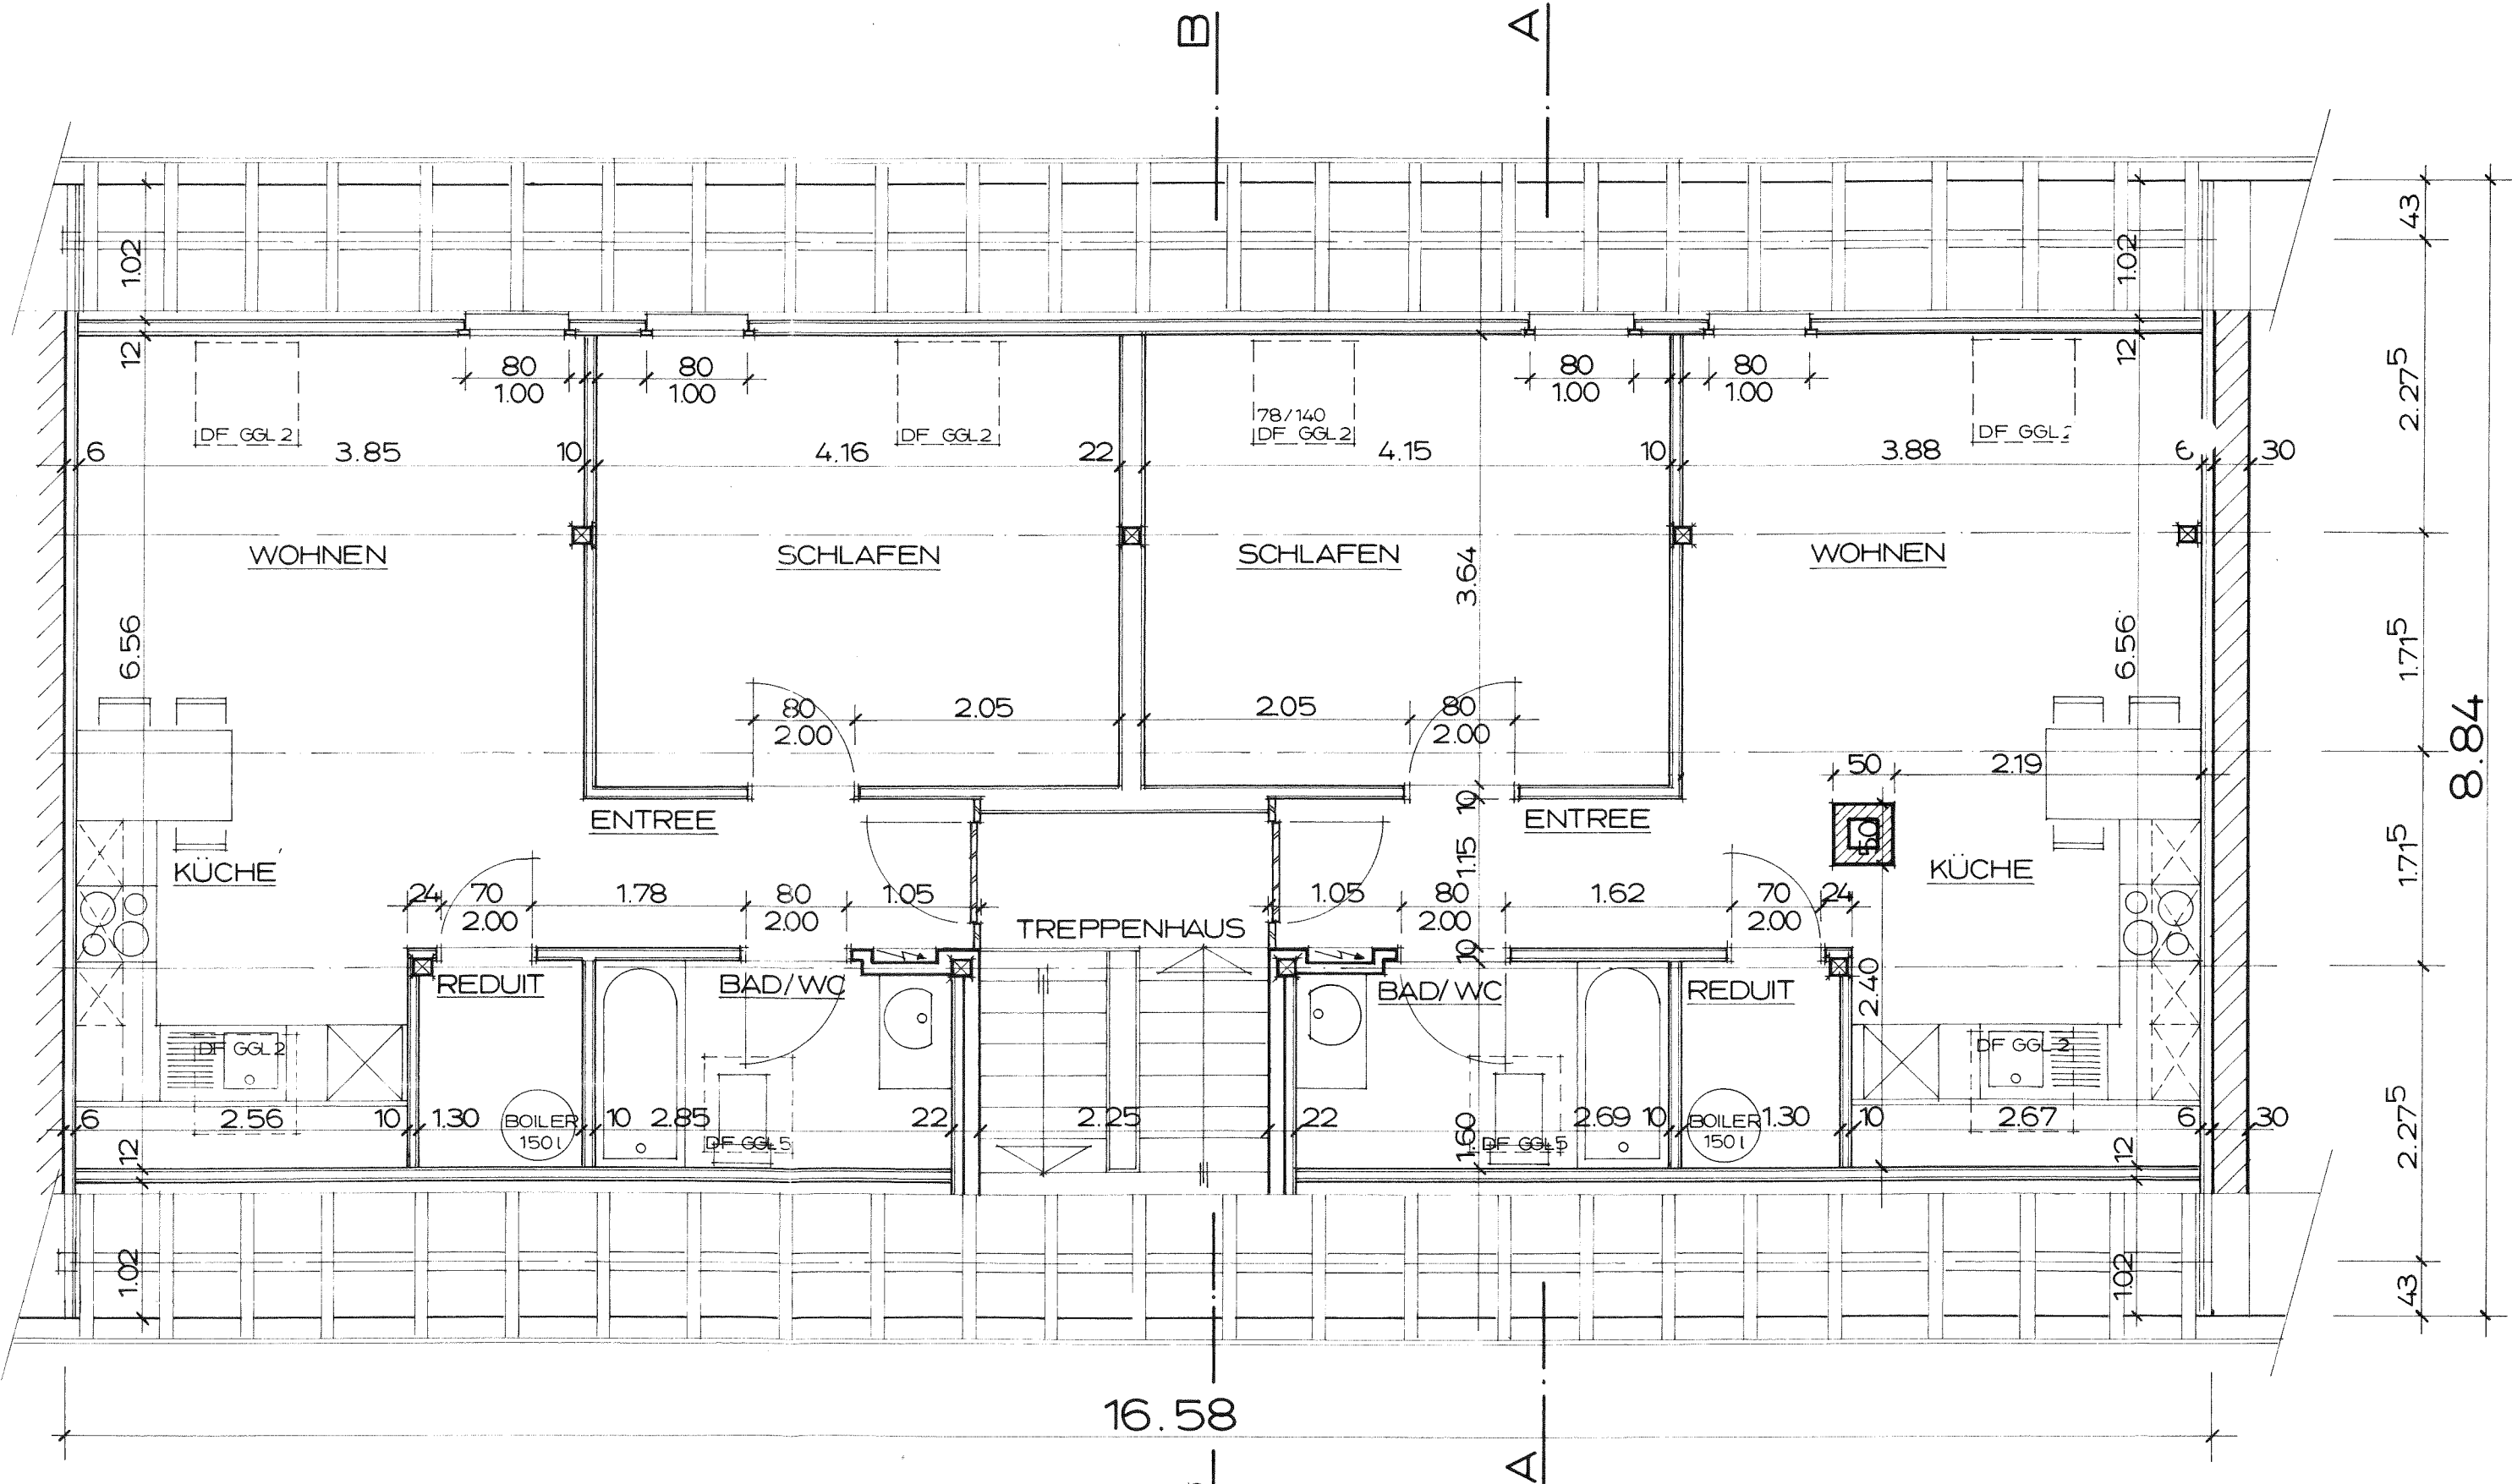 B
A
43
1.02
1.02
12
12
80
80
80
80
1.00
1.00
1.00
1.00
2.27⁵
78/140
DF GGL 2
DF GGL 2
DF GGL 2
DF GGL 2
6
3.85
10
4.16
22
4.15
10
3.88
6
30
WOHNEN
SCHLAFEN
SCHLAFEN
WOHNEN
3.64
6.56
6.56
1.71⁵
80
2.05
2.05
80
2.00
2.00
8.84
50
2.19
10
ENTREE
ENTREE
50
1.15
1.71⁵
KÜCHE
KÜCHE
24
70
1.78
80
1.05
1.05
80
1.62
70
24
2.00
2.00
2.00
2.00
TREPPENHAUS
10
REDUIT
BAD/WC
BAD/WC
REDUIT
2.40
DF GGL 2
DF GGL 2
6
2.56
10
1.30
BOILER
150 l
10
2.85
22
2.25
22
2.69
10
BOILER
150 l
1.30
10
2.67
6
30
DF GGL 5
DF GGL 5
1.60
12
12
2.27⁵
1.02
1.02
43
16.58
A